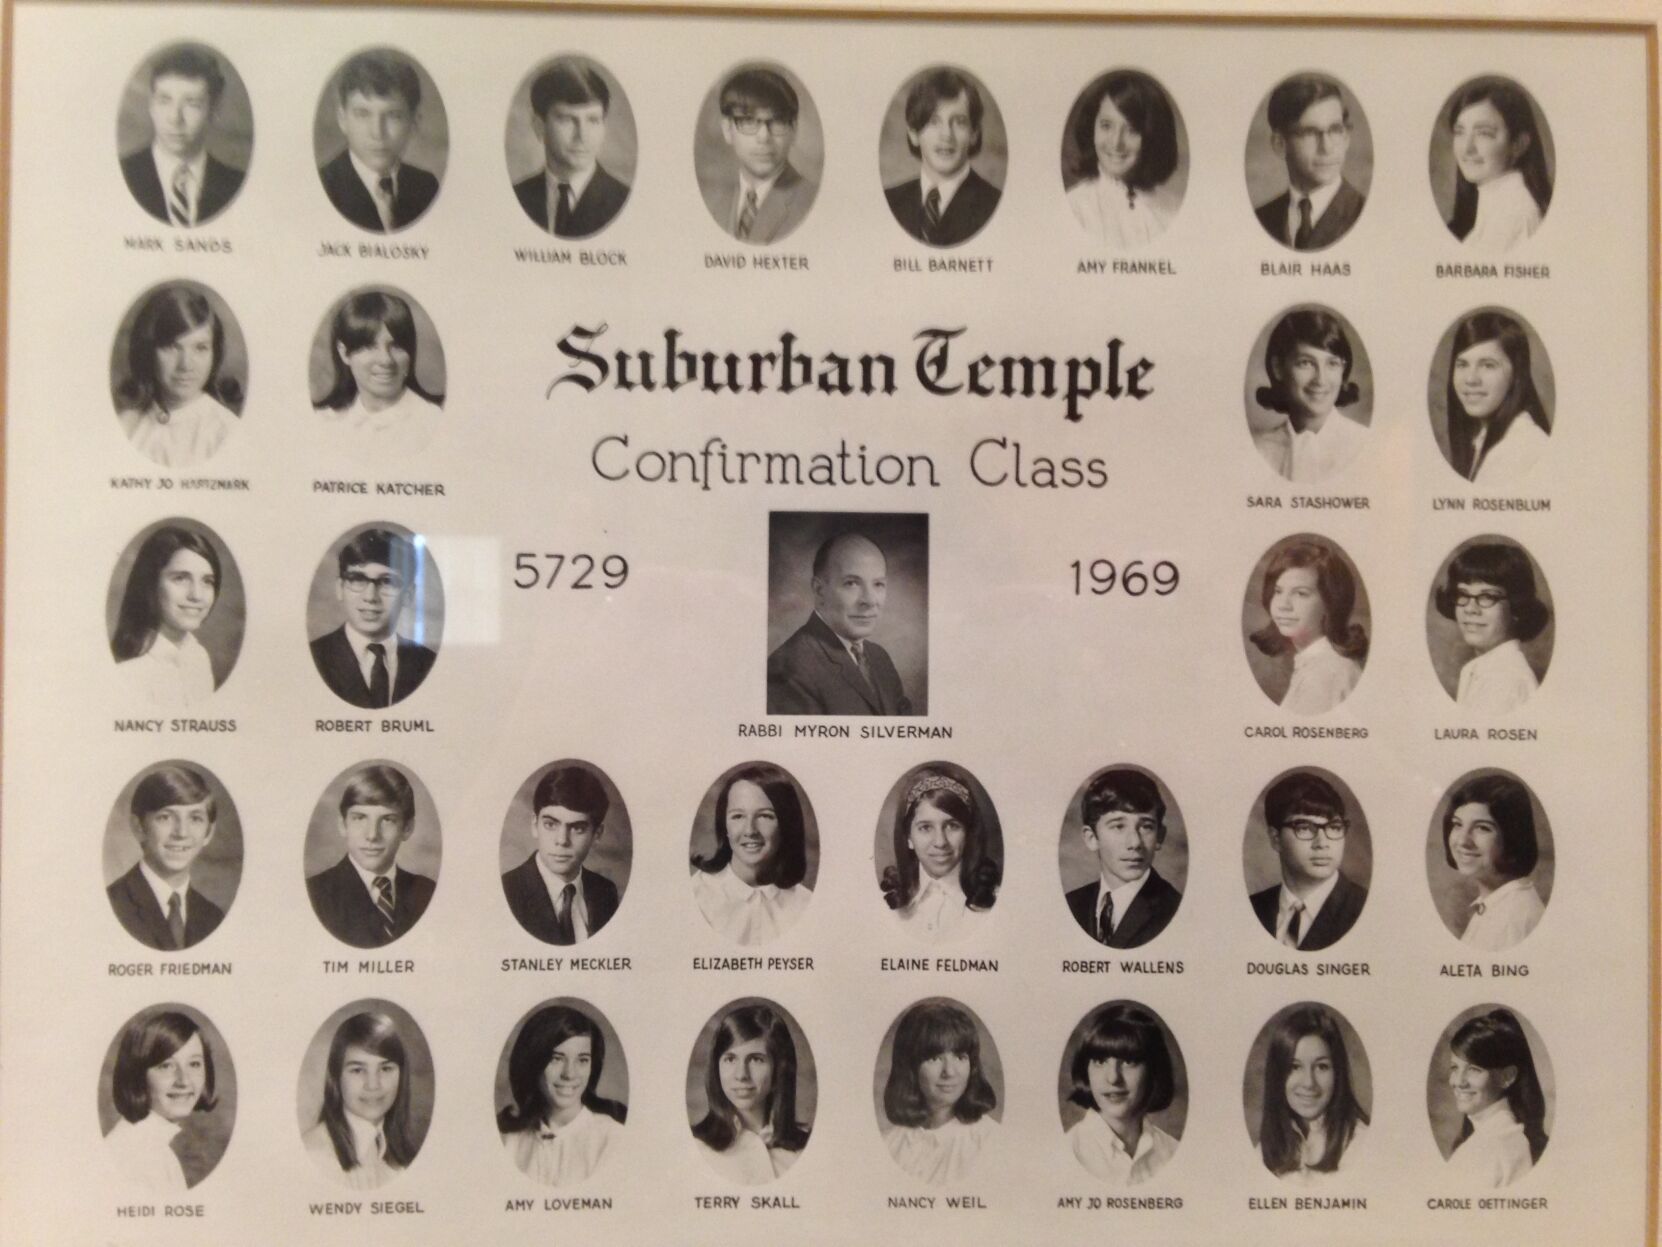 MARK SANDS
JACK BIALOSKY
WILLIAM BLOCK
DAVID HEXTER
BILL BARNETT
AMY FRANKEL
BLAIR HAAS
BARBARA FISHER
Suburban Temple
Confirmation Class
KATHY JO HARTZMARK
PATRICE KATCHER
SARA STASHOWER
LYNN ROSENBLUM
5729
1969
NANCY STRAUSS
ROBERT BRUML
RABBI MYRON SILVERMAN
CAROL ROSENBERG
LAURA ROSEN
ROGER FRIEDMAN
TIM MILLER
STANLEY MECKLER
ELIZABETH PEYSER
ELAINE FELDMAN
ROBERT WALLENS
DOUGLAS SINGER
ALETA BING
HEIDI ROSE
WENDY SIEGEL
AMY LOVEMAN
TERRY SKALL
NANCY WEIL
AMY JO ROSENBERG
ELLEN BENJAMIN
CAROLE OETTINGER